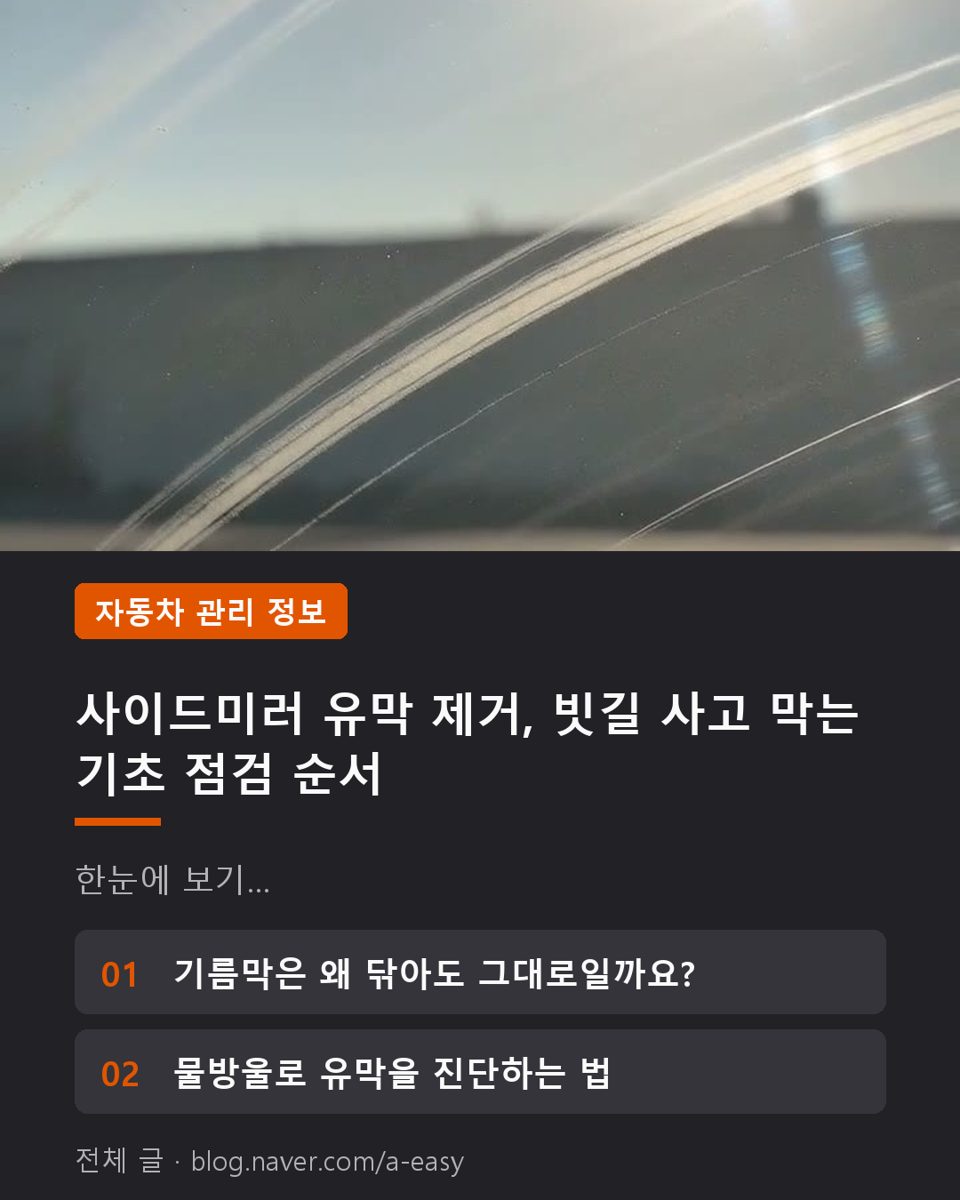 자동차 관리 정보
사이드미러 유막 제거, 빗길 사고 막는
기초 점검 순서
한눈에 보기...
01 기름막은 왜 닦아도 그대로일까요?
02 물방울로 유막을 진단하는 법
전체 글 · blog.naver.com/a-easy